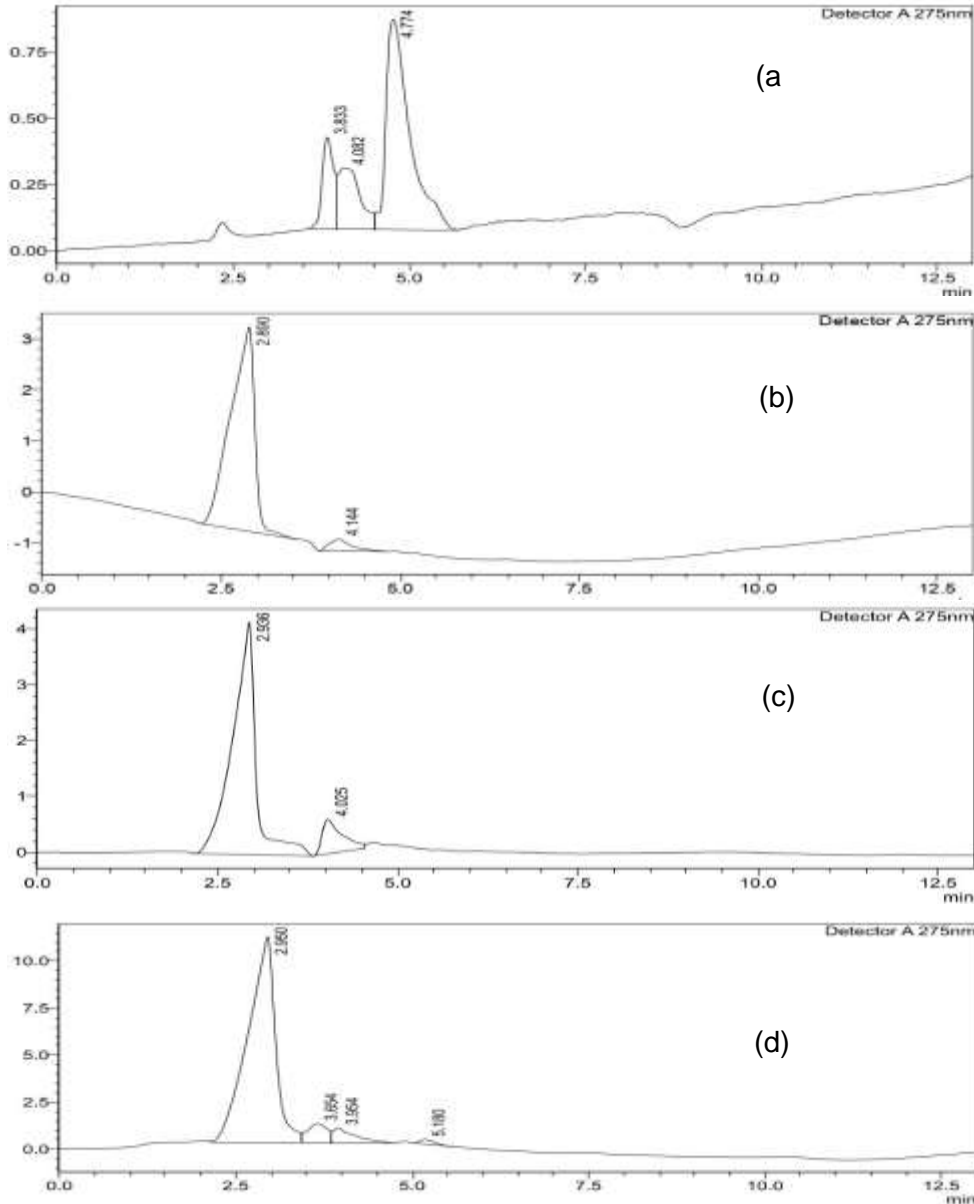 Detector A 275nm
4.774
0.75
(a
3.833
0.50
4.082
0.25
0.00
0.0 2.5 5.0 7.5 10.0 12.5
min
Detector A 275nm
3
2.890
2
(b)
1
0
4.144
-1
0.0 2.5 5.0 7.5 10.0 12.5
min
Detector A 275nm
4
2.936
3
(c)
2
1
4.025
0
0.0 2.5 5.0 7.5 10.0 12.5
min
Detector A 275nm
2.950
10.0
7.5
(d)
5.0
2.5
3.654
3.954
5.180
0.0
0.0 2.5 5.0 7.5 10.0 12.5
min